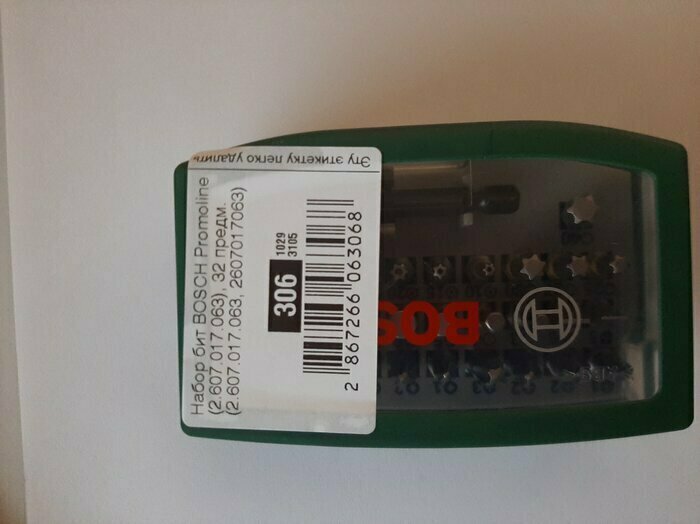 Эту этикетку легко удалить
Набор бит BOSCH Promoline
(2.607.017.063), 32 предм.
(2.607.017.063, 2607017063)
306
1029
3105
2 867266 063068
BOS